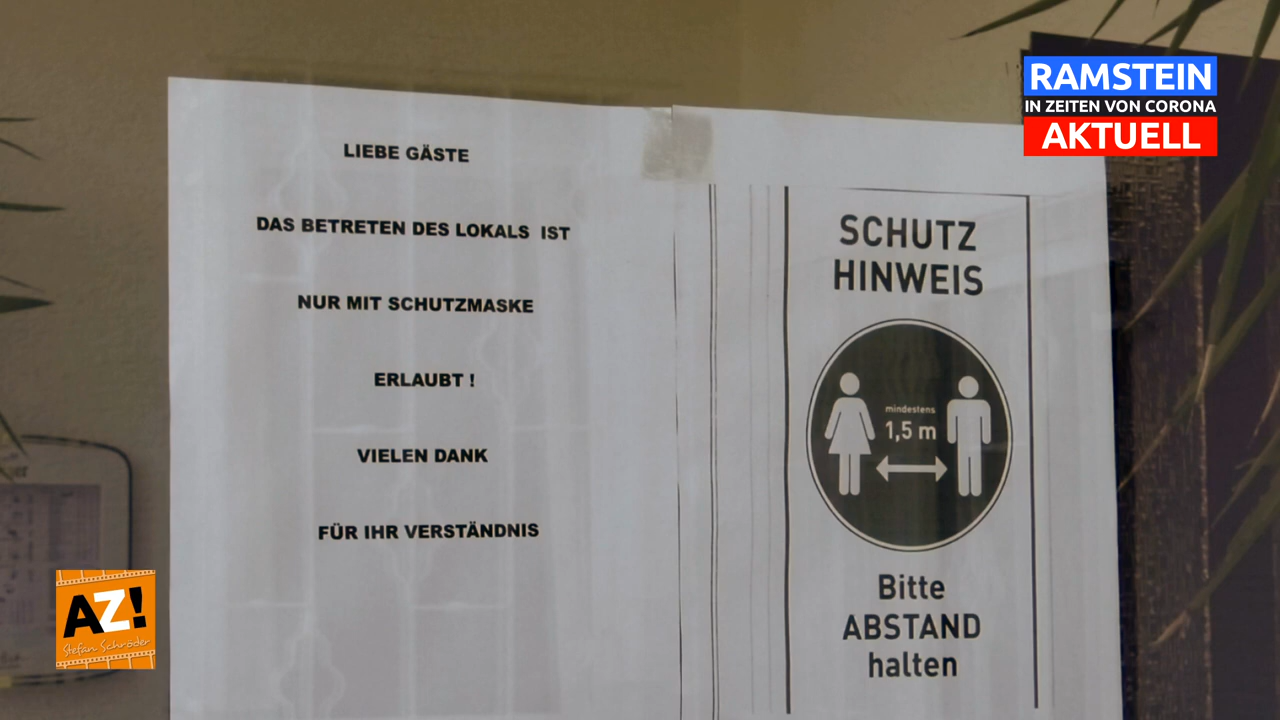 LIEBE GÄSTE
DAS BETRETEN DES LOKALS IST
NUR MIT SCHUTZMASKE
ERLAUBT !
VIELEN DANK
FÜR IHR VERSTÄNDNIS
SCHUTZ
HINWEIS
mindestens
1,5 m
Bitte
ABSTAND
halten
RAMSTEIN
IN ZEITEN VON CORONA
AKTUELL
AZ!
Stefan Schröder